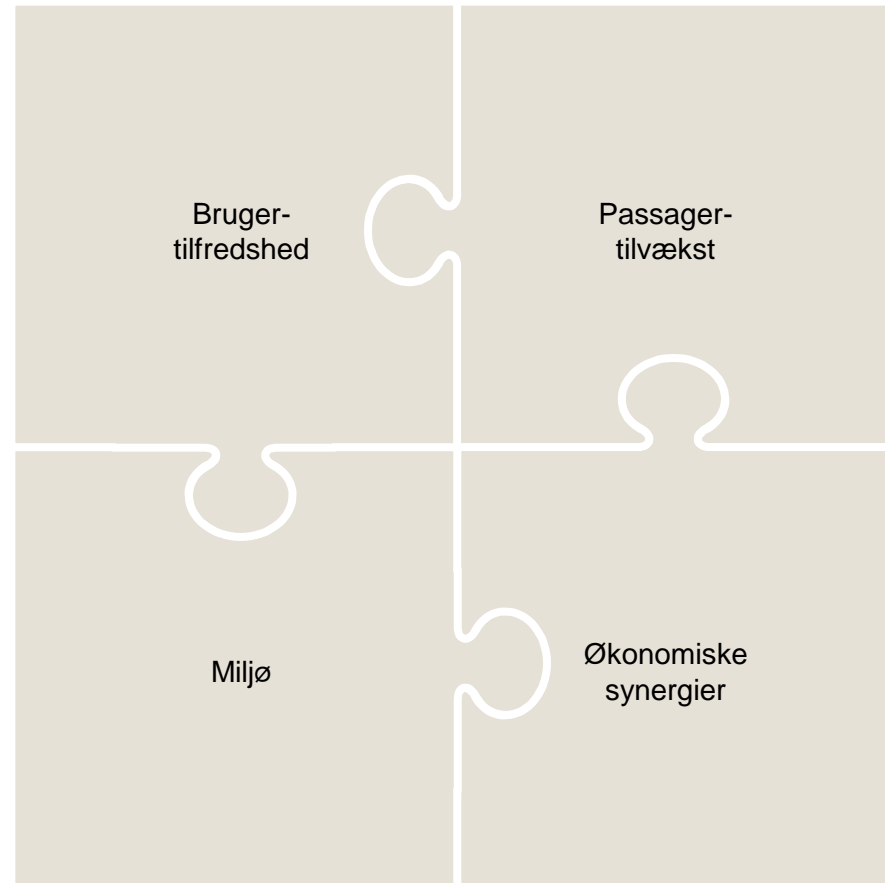 Bruger-
tilfredshed
Passager-
tilvækst
Miljø
Økonomiske
synergier